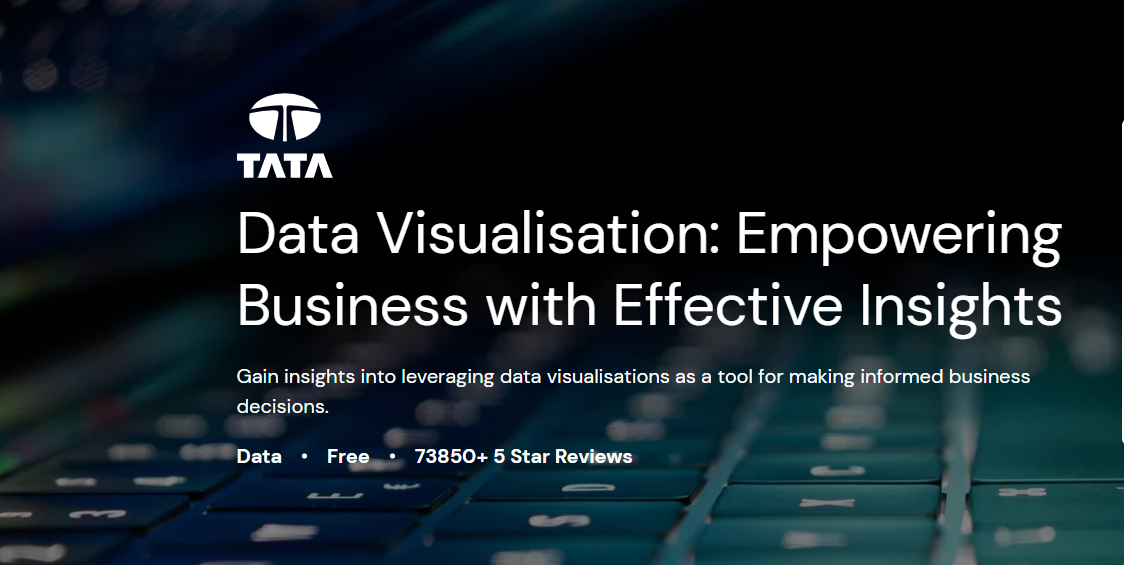 TATA
Data Visualisation: Empowering
Business with Effective Insights
Gain insights into leveraging data visualisations as a tool for making informed business
decisions.
Data • Free • 73850+ 5 Star Reviews